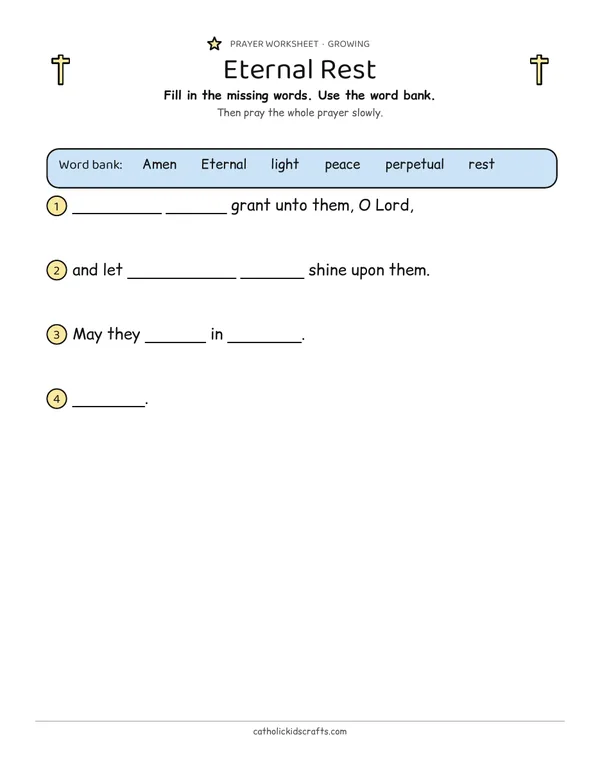 PRAYER WORKSHEET · GROWING
Eternal Rest
Fill in the missing words. Use the word bank.
Then pray the whole prayer slowly.
Word bank: Amen Eternal light peace perpetual rest
1 __________ _______ grant unto them, O Lord,
2 and let ____________ _______ shine upon them.
3 May they _______ in ________.
4 ________.
catholickidscrafts.com